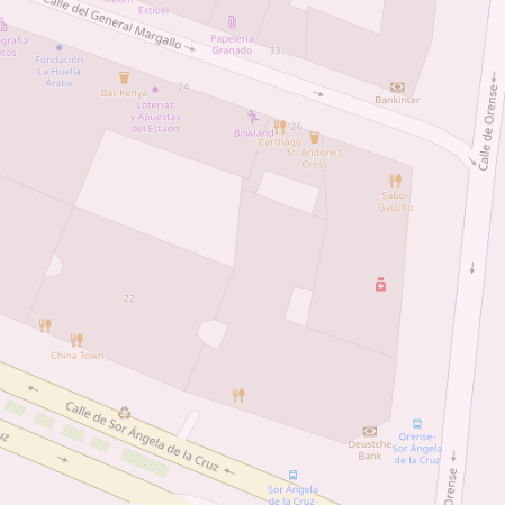 Calle del General Margallo
Estibel
Papelería
Granado
33
Fundación
La Huella
Árabe
24
Bar Kenya
Loterías
y Apuestas
del Estado
Bowland
26
Carthago
St. Andrew's
Cross
Bankinter
Calle de Orense
Sabor
Gaucho
22
China Town
Calle de Sor Ángela de la Cruz
Deustche
Bank
Orense-
Sor Ángela
de la Cruz
Sor Ángela
de la Cruz-
Orense